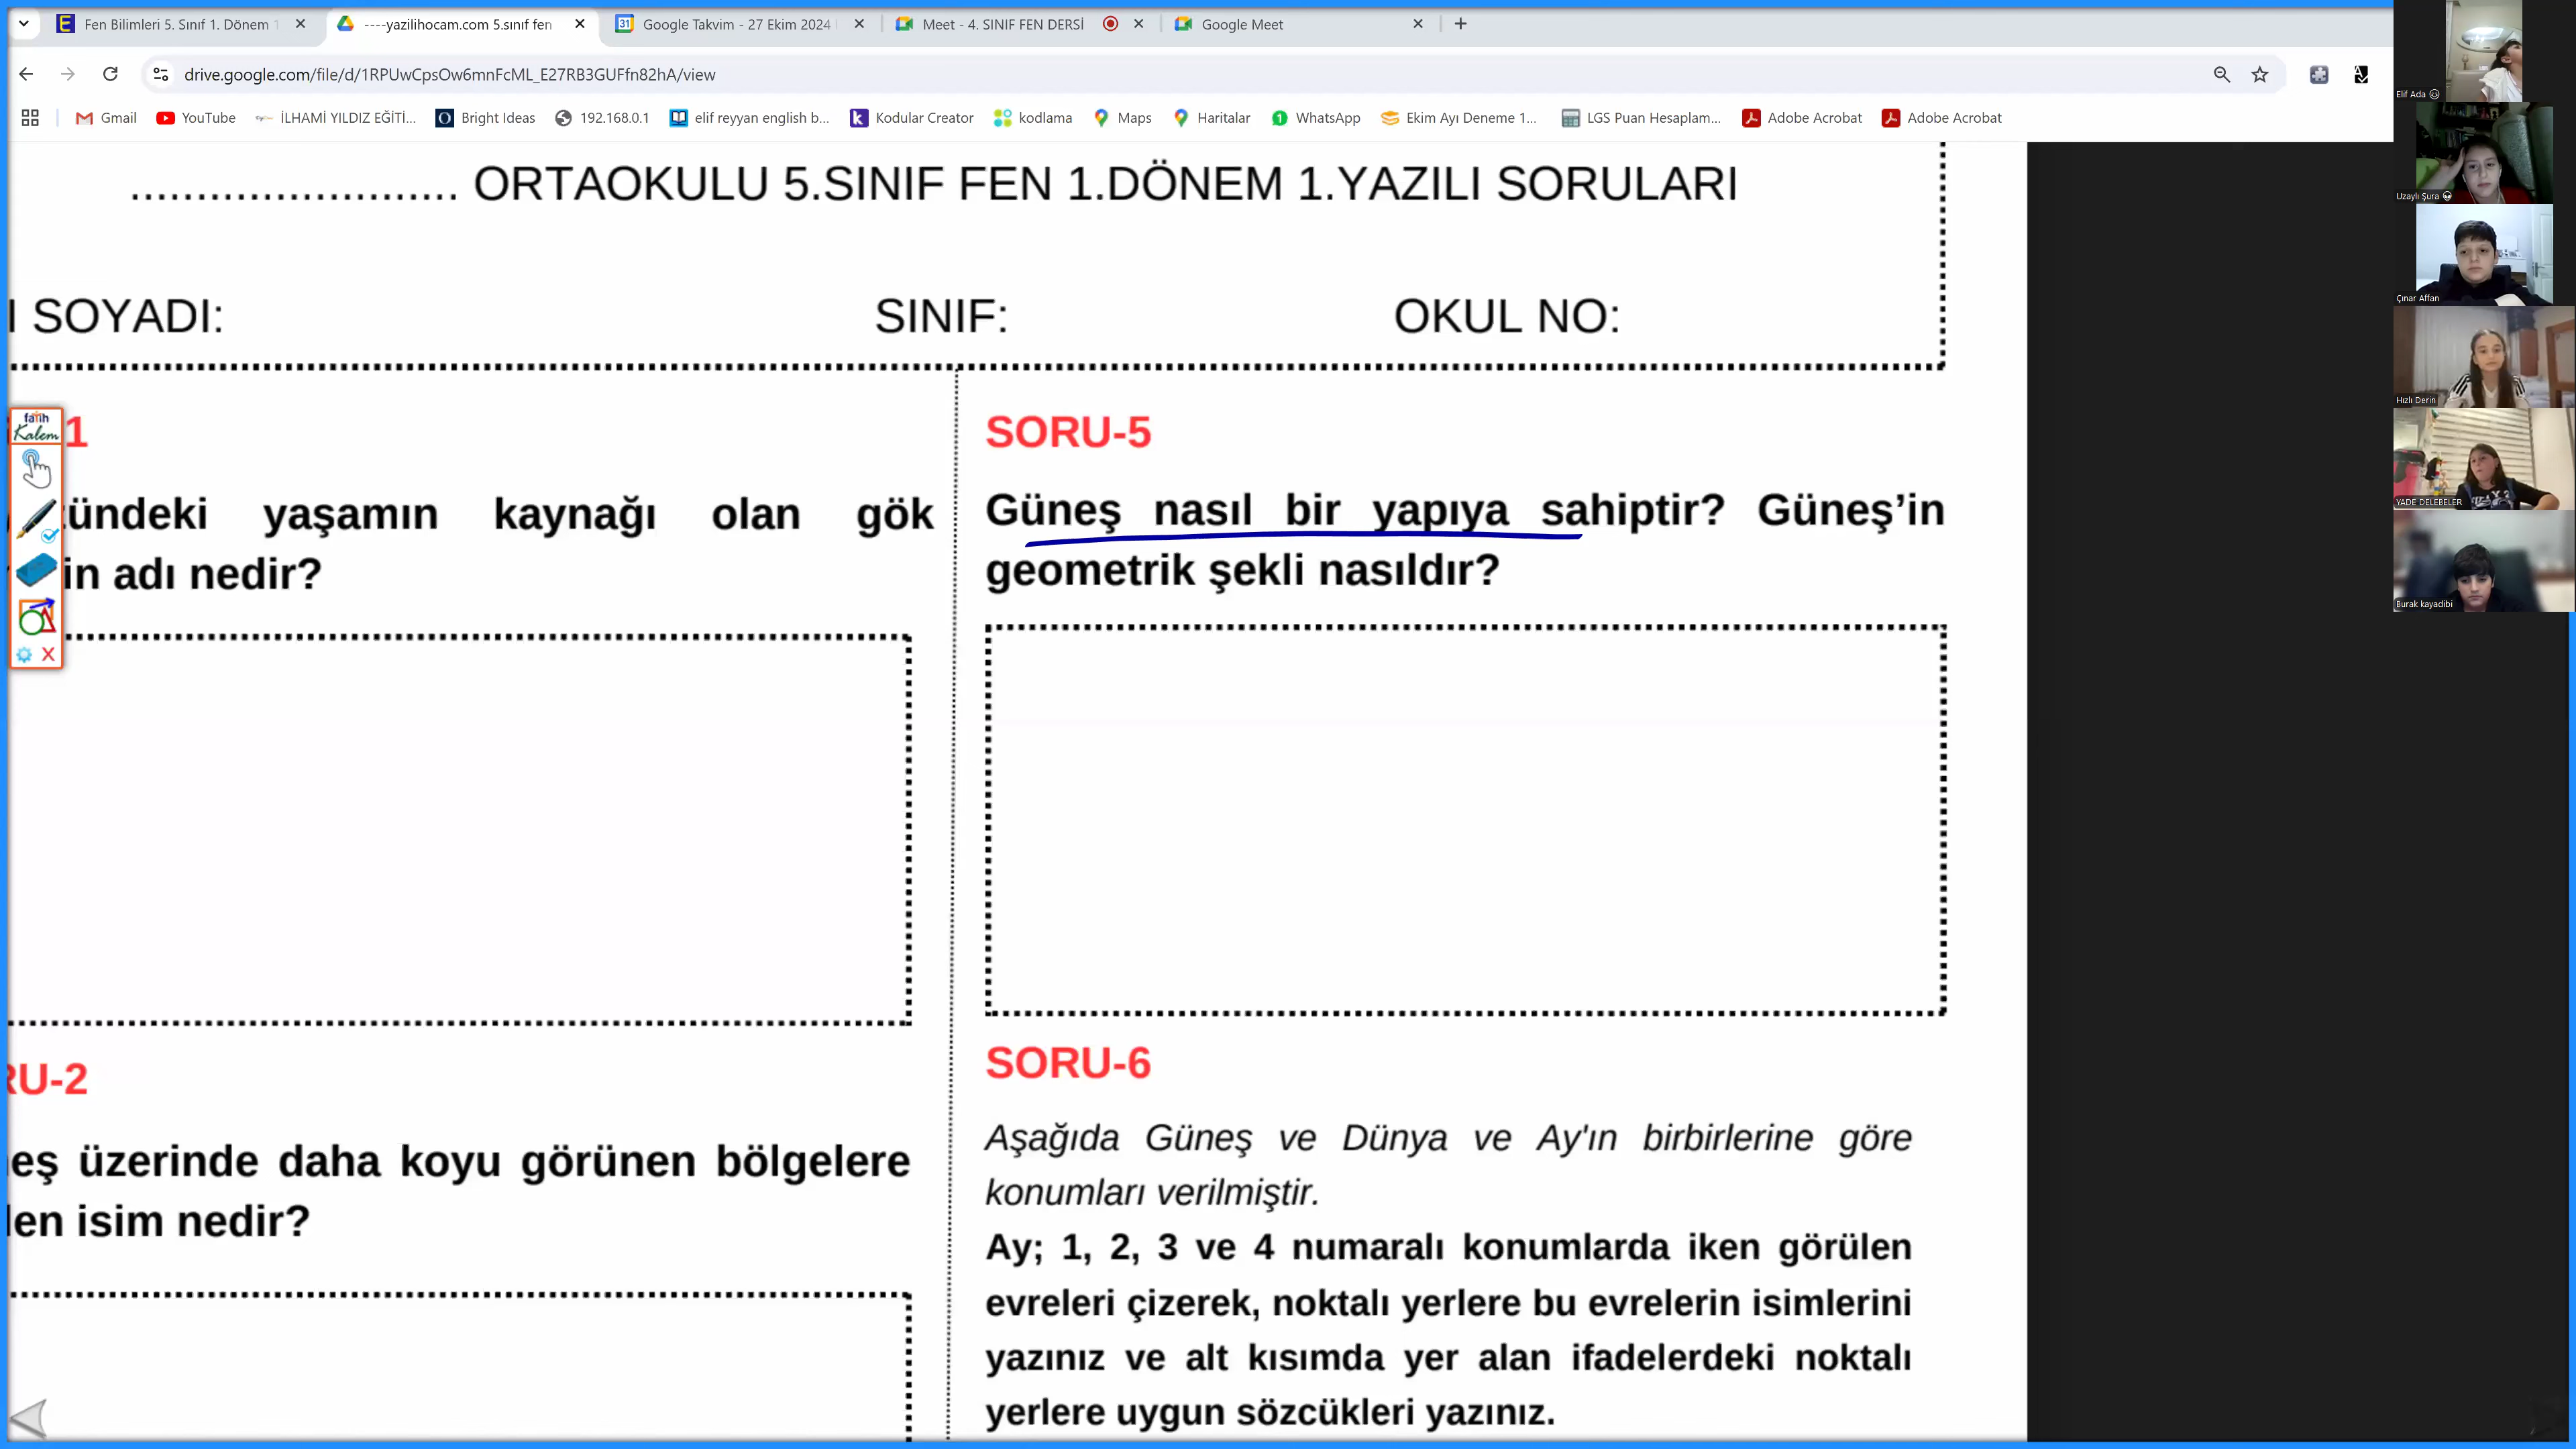 Fen Bilimleri 5. Sınıf 1. Dönem
----yazilihocam.com 5.sınıf fen
Google Takvim - 27 Ekim 2024
Meet - 4. SINIF FEN DERSİ
Google Meet
drive.google.com/file/d/1RPUwCpsOw6mnFcML_E27RB3GUFfn82hA/view
Gmail
YouTube
İLHAMİ YILDIZ EĞİTİ...
Bright Ideas
192.168.0.1
elif reyyan english b...
Kodular Creator
kodlama
Maps
Haritalar
WhatsApp
Ekim Ayı Deneme 1...
LGS Puan Hesaplam...
Adobe Acrobat
Adobe Acrobat
......................... ORTAOKULU 5.SINIF FEN 1.DÖNEM 1.YAZILI SORULARI
I SOYADI: SINIF: OKUL NO:
1
ündeki yaşamın kaynağı olan gök
in adı nedir?
RU-2
eş üzerinde daha koyu görünen bölgelere
len isim nedir?
SORU-5
Güneş nasıl bir yapıya sahiptir? Güneş’in
geometrik şekli nasıldır?
SORU-6
Aşağıda Güneş ve Dünya ve Ay'ın birbirlerine göre
konumları verilmiştir.
Ay; 1, 2, 3 ve 4 numaralı konumlarda iken görülen
evreleri çizerek, noktalı yerlere bu evrelerin isimlerini
yazınız ve alt kısımda yer alan ifadelerdeki noktalı
yerlere uygun sözcükleri yazınız.
fatih
Kalem
Elif Ada
Uzaylı Şura
Çınar Affan
Hızlı Derin
YADE DELEBELER
Burak kayadibi